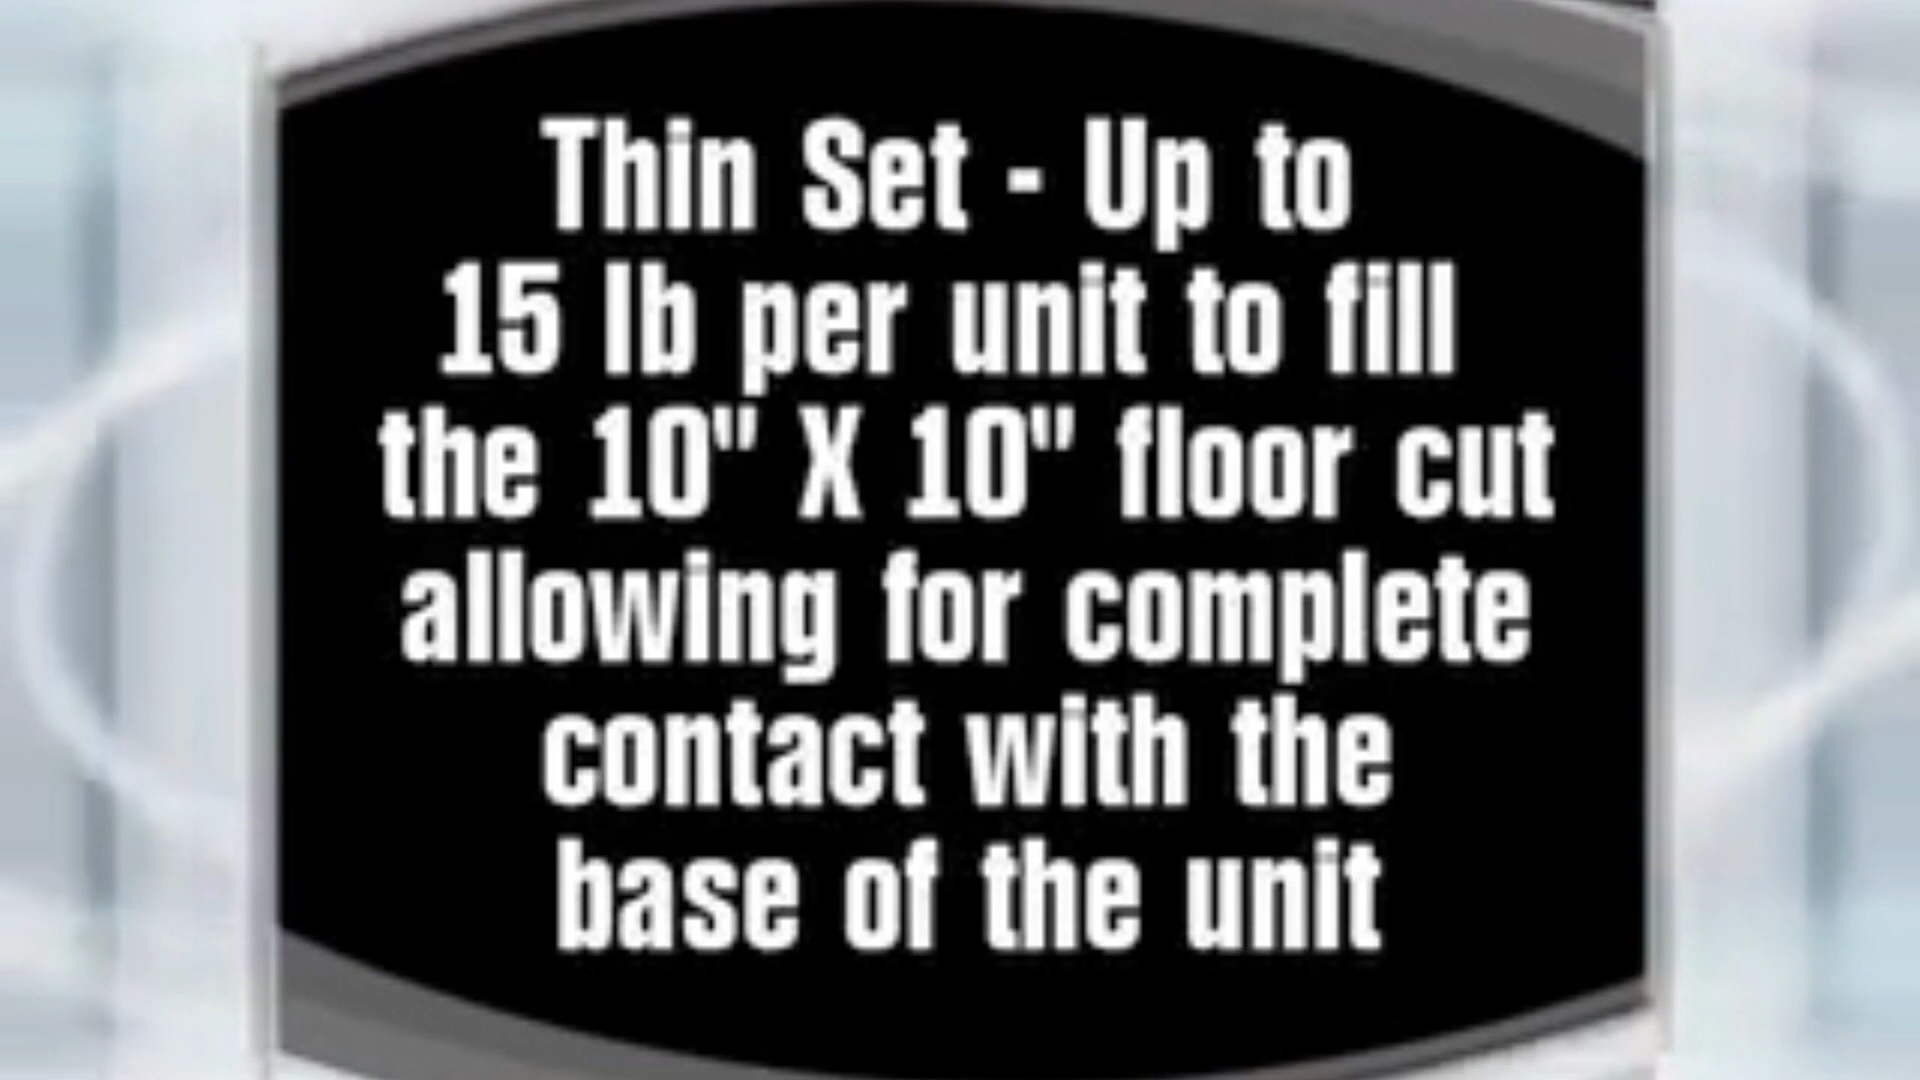 Thin Set - Up to
15 lb per unit to fill
the 10" X 10" floor cut
allowing for complete
contact with the
base of the unit